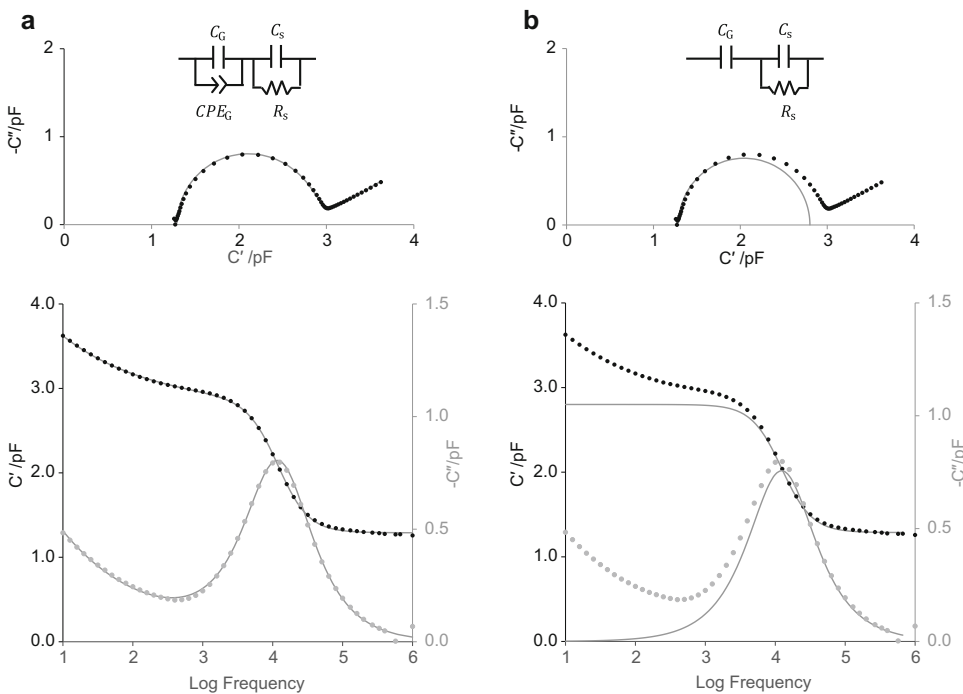 a
C_G C_s
CPE_G R_s
-C″/pF
2
1
0
0 1 2 3 4
C′ /pF
4.0
3.0
2.0
1.0
0.0
C′ /pF
1.5
1.0
0.5
0.0
-C″/pF
1 2 3 4 5 6
Log Frequency
b
C_G C_s
R_s
-C″/pF
2
1
0
0 1 2 3 4
C′ /pF
4.0
3.0
2.0
1.0
0.0
C′ /pF
1.5
1.0
0.5
0.0
-C″/pF
1 2 3 4 5 6
Log Frequency